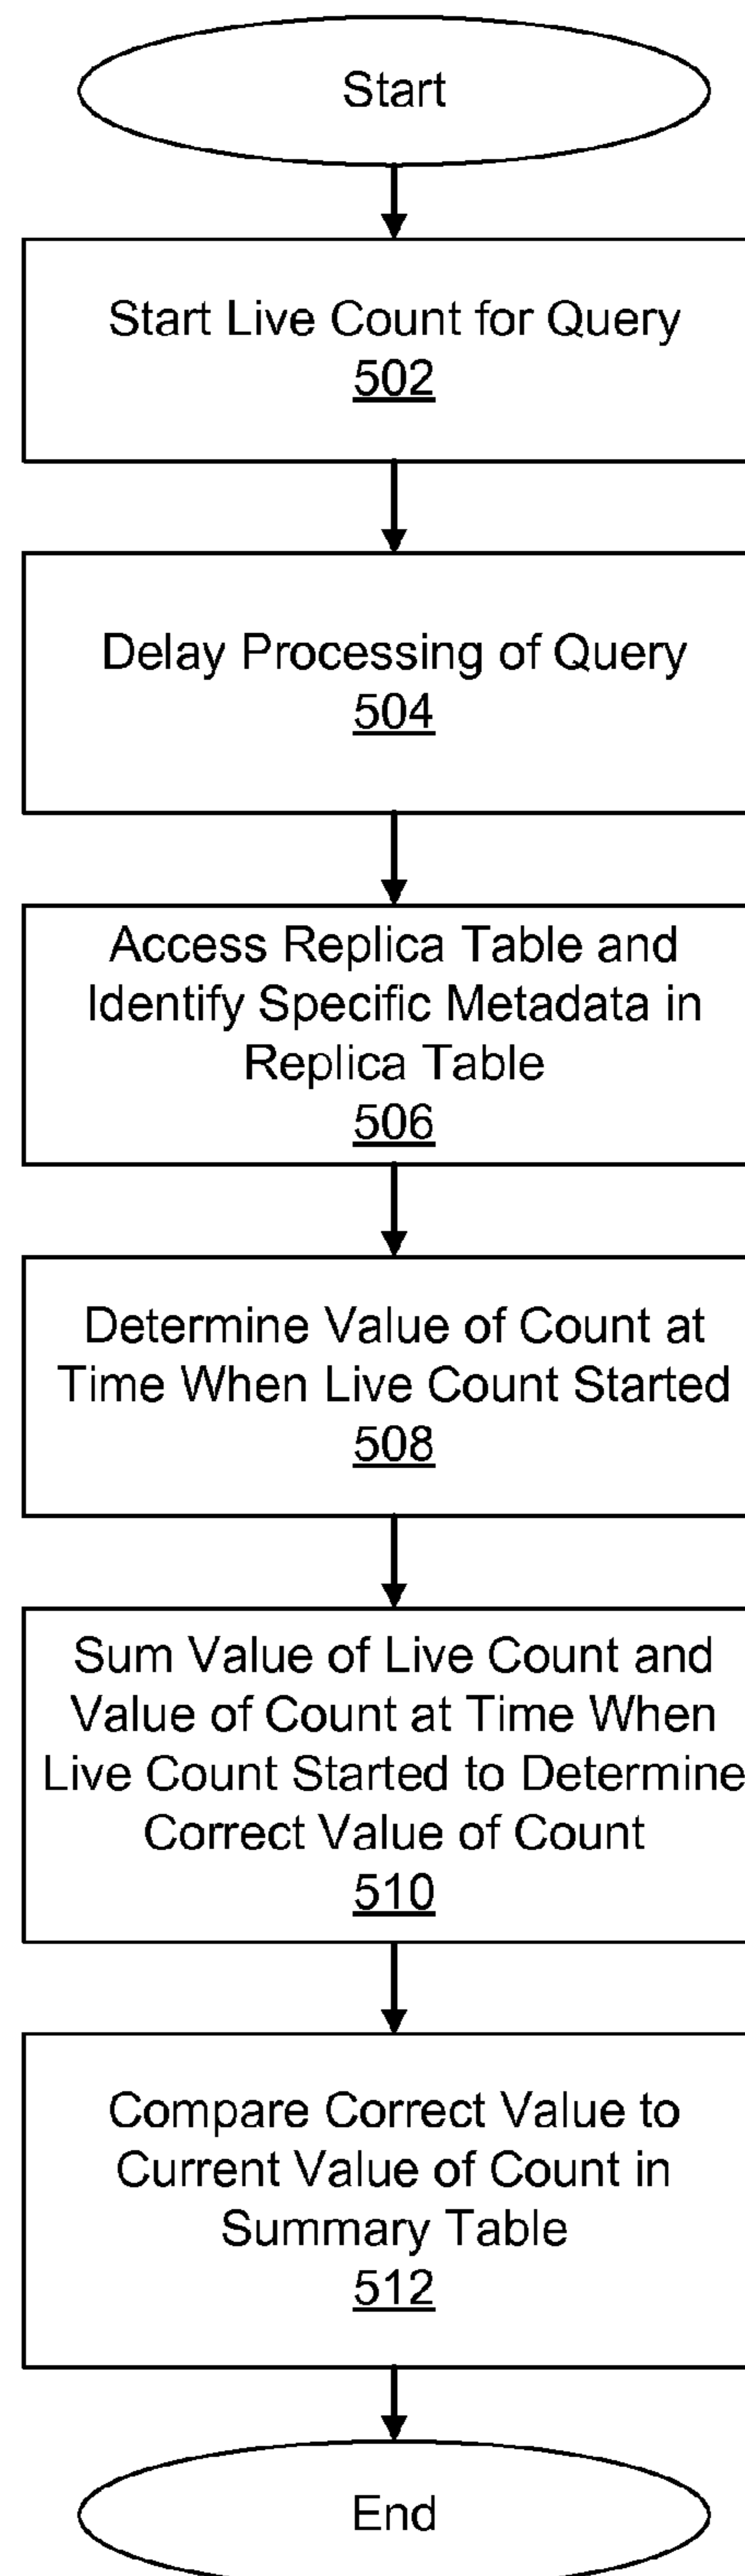 Start
Start Live Count for Query
502
Delay Processing of Query
504
Access Replica Table and
Identify Specific Metadata in
Replica Table
506
Determine Value of Count at
Time When Live Count Started
508
Sum Value of Live Count and
Value of Count at Time When
Live Count Started to Determine
Correct Value of Count
510
Compare Correct Value to
Current Value of Count in
Summary Table
512
End